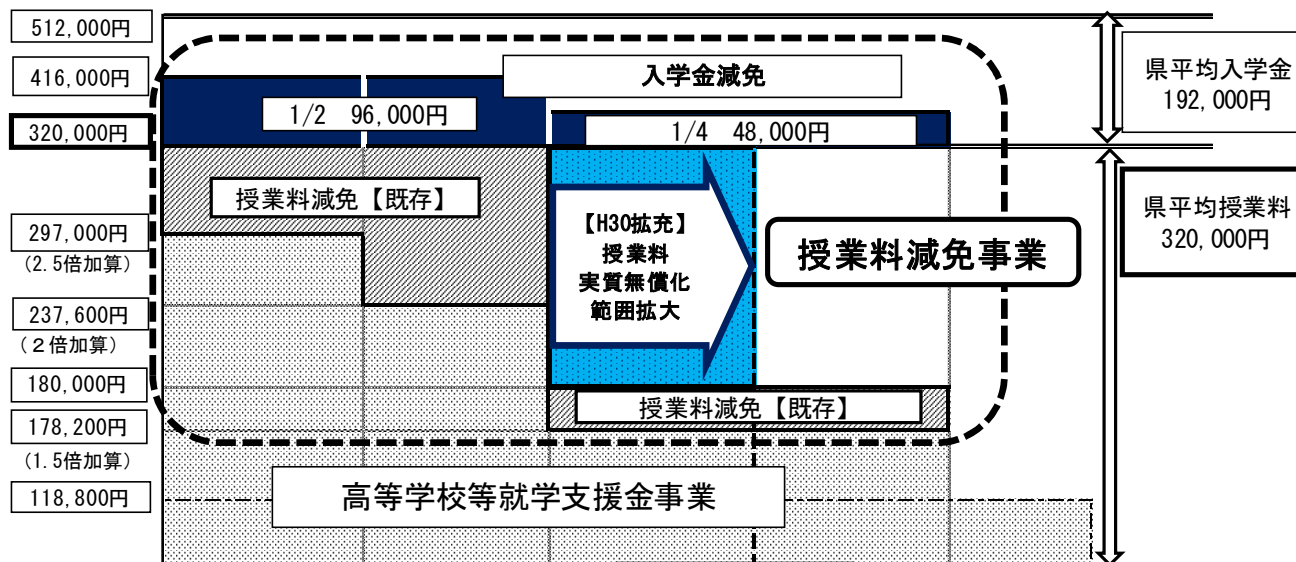 512,000円
416,000円
320,000円
297,000円
(2.5倍加算)
237,600円
(2倍加算)
180,000円
178,200円
(1.5倍加算)
118,800円
入学金減免
1/2 96,000円
1/4 48,000円
授業料減免【既存】
【H30拡充】
授業料
実質無償化
範囲拡大
授業料減免事業
授業料減免【既存】
高等学校等就学支援金事業
県平均入学金
192,000円
県平均授業料
320,000円